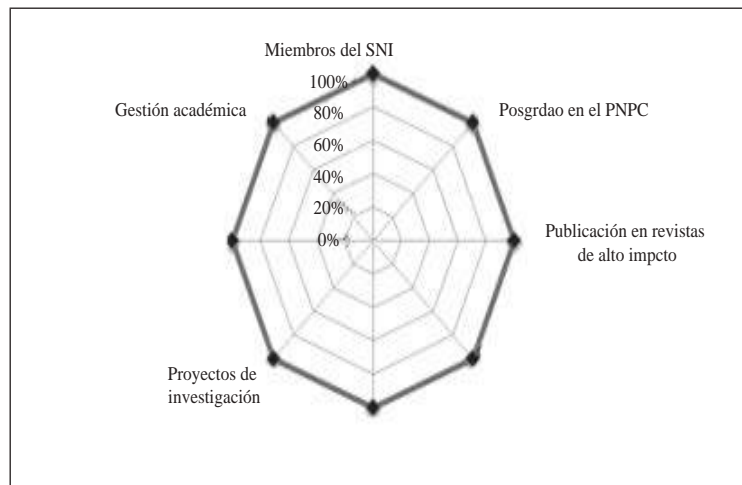 Miembros del SNI
100%
Gestión académica
80%
Posgrdao en el PNPC
60%
40%
20%
0%
Publicación en revistas
de alto impcto
Proyectos de
investigación